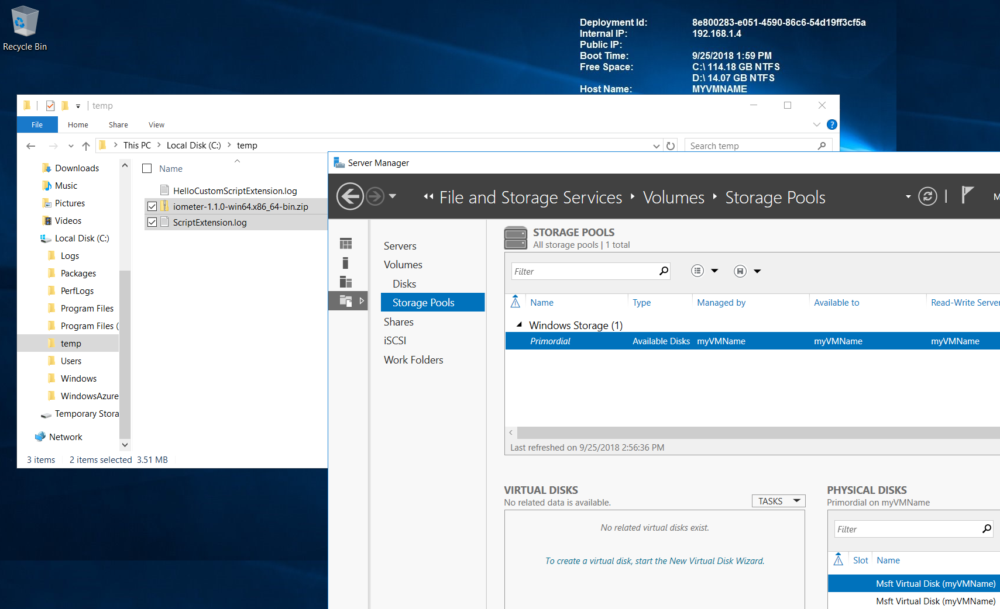 Recycle Bin
Deployment Id: 8e800283-e051-4590-86c6-54d19ff3cf5a
Internal IP: 192.168.1.4
Public IP:
Boot Time: 9/25/2018 1:59 PM
Free Space: C:\ 114.18 GB NTFS
D:\ 14.07 GB NTFS
Host Name: MYVMNAME
temp
File Home Share View
This PC Local Disk (C:) temp
Search temp
Downloads
Music
Pictures
Videos
Local Disk (C:)
Logs
Packages
PerfLogs
Program Files
Program Files (
temp
Users
Windows
WindowsAzure
Temporary Stora
Network
Name
HelloCustomScriptExtension.log
iometer-1.1.0-win64.x86_64-bin.zip
ScriptExtension.log
3 items 2 items selected 3.51 MB
Server Manager
File and Storage Services Volumes Storage Pools
M
Servers
Volumes
Disks
Storage Pools
Shares
iSCSI
Work Folders
STORAGE POOLS
All storage pools | 1 total
Filter
Name Type Managed by Available to Read-Write Server
Windows Storage (1)
Primordial Available Disks myVMName myVMName myVMName
Last refreshed on 9/25/2018 2:56:36 PM
VIRTUAL DISKS
No related data is available.
TASKS
No related virtual disks exist.
To create a virtual disk, start the New Virtual Disk Wizard.
PHYSICAL DISKS
Primordial on myVMName
Filter
Slot Name
Msft Virtual Disk (myVMName)
Msft Virtual Disk (myVMName)